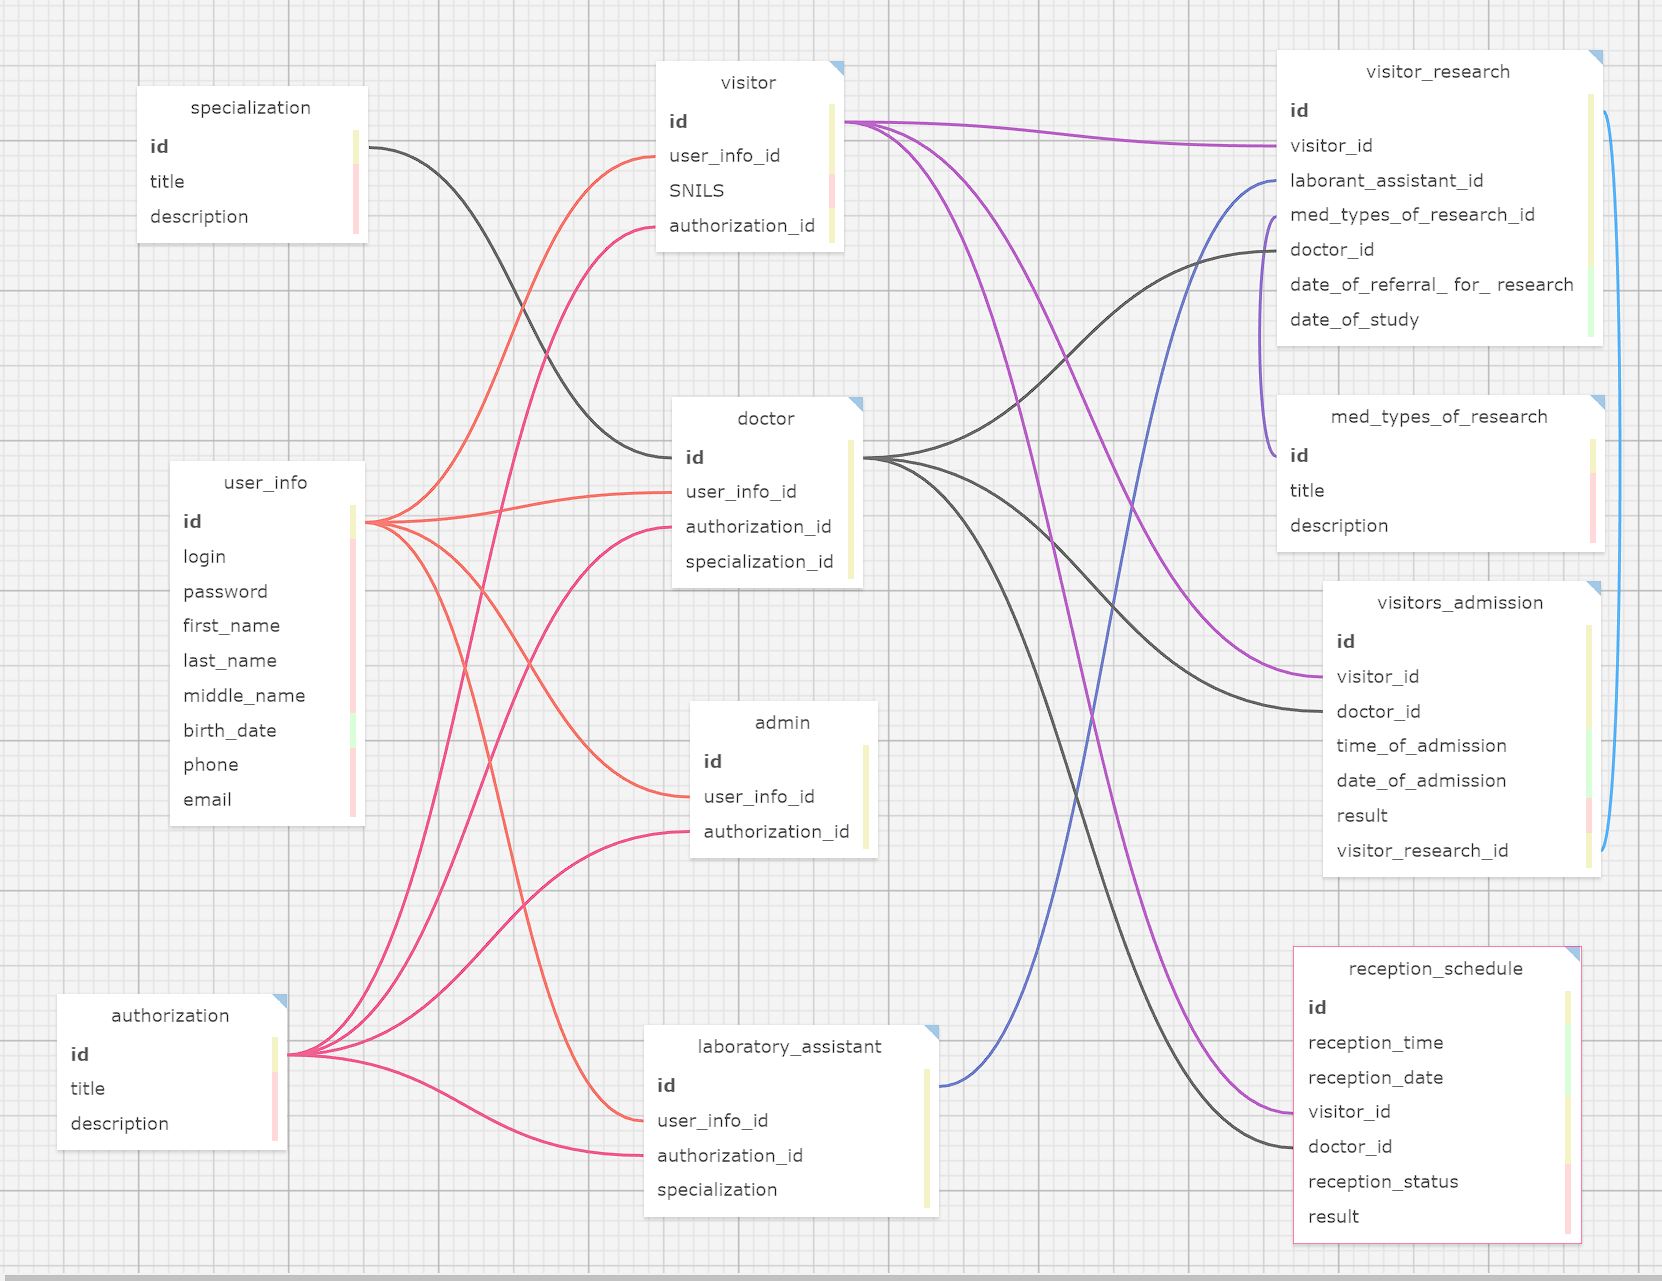 specialization
id
title
description
user_info
id
login
password
first_name
last_name
middle_name
birth_date
phone
email
authorization
id
title
description
visitor
id
user_info_id
SNILS
authorization_id
doctor
id
user_info_id
authorization_id
specialization_id
admin
id
user_info_id
authorization_id
laboratory_assistant
id
user_info_id
authorization_id
specialization
visitor_research
id
visitor_id
laborant_assistant_id
med_types_of_research_id
doctor_id
date_of_referral_ for_ research
date_of_study
med_types_of_research
id
title
description
visitors_admission
id
visitor_id
doctor_id
time_of_admission
date_of_admission
result
visitor_research_id
reception_schedule
id
reception_time
reception_date
visitor_id
doctor_id
reception_status
result